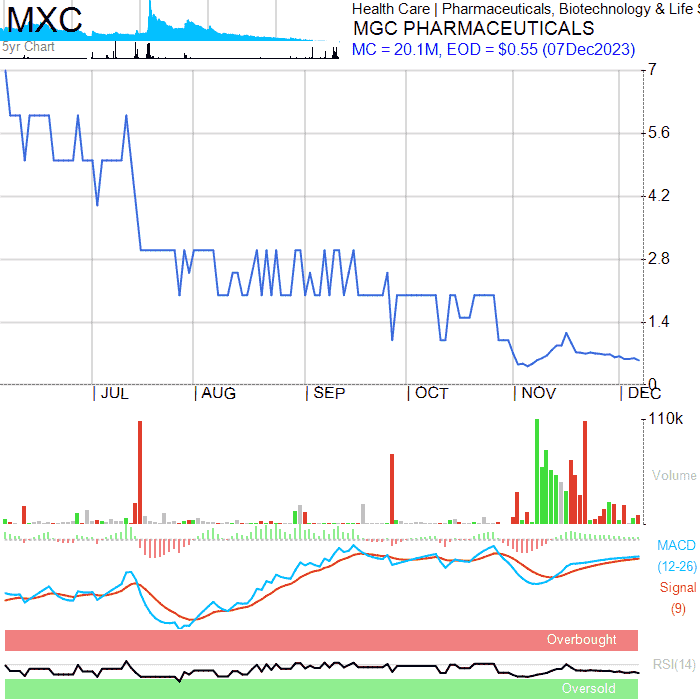 MXC
5yr Chart
Health Care | Pharmaceuticals, Biotechnology & Life
MGC PHARMACEUTICALS
MC = 20.1M, EOD = $0.55 (07Dec2023)
7
5.6
4.2
2.8
1.4
0
JUL
AUG
SEP
OCT
NOV
DEC
110k
Volume
MACD
(12-26)
Signal
(9)
Overbought
RSI(14)
Oversold